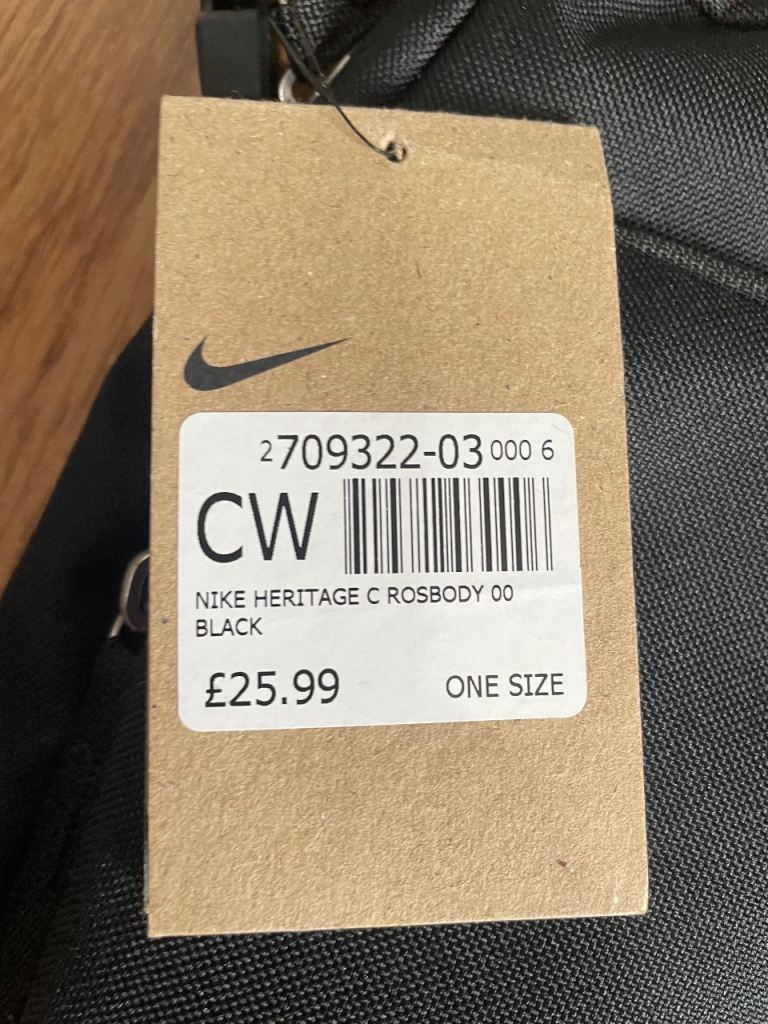 2709322-03 000 6
CW
NIKE HERITAGE C ROSBODY 00
BLACK
£25.99 ONE SIZE